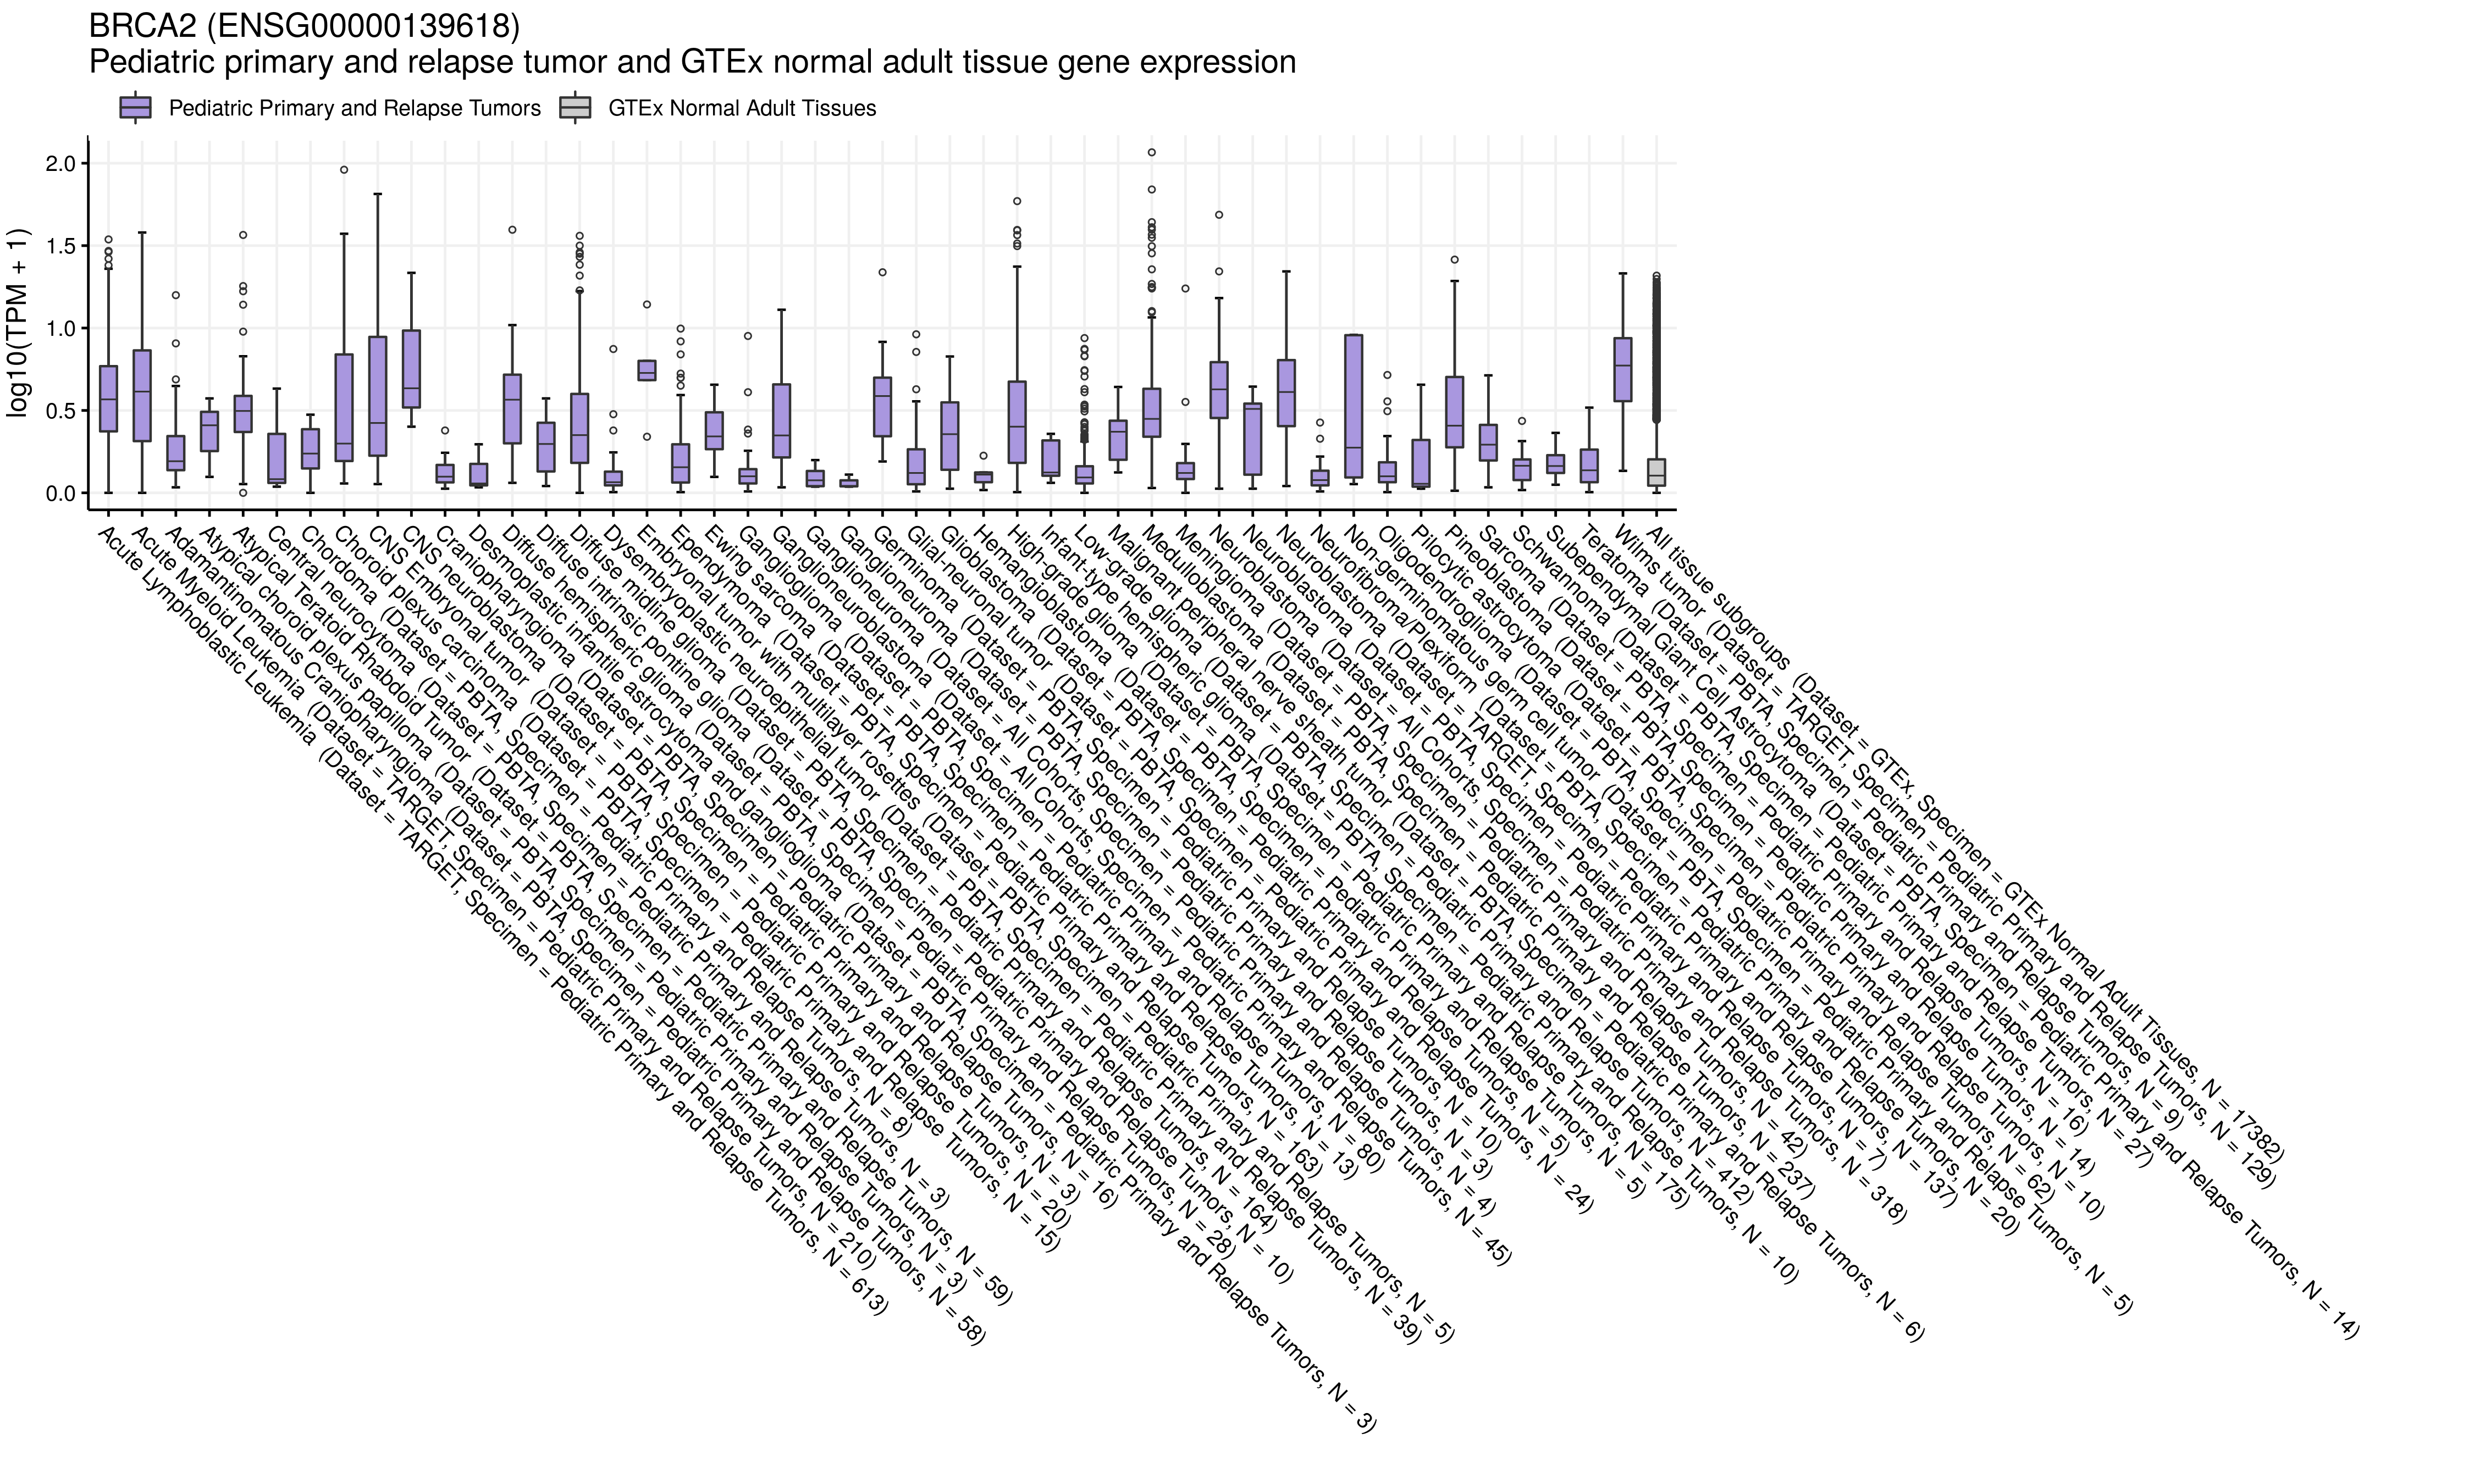 BRCA2 (ENSG00000139618)
Pediatric primary and relapse tumor and GTEx normal adult tissue gene expression
Pediatric Primary and Relapse Tumors
GTEx Normal Adult Tissues
log10(TPM + 1)
2.0
1.5
1.0
0.5
0.0
Acute Lymphoblastic Leukemia (Dataset = TARGET, Specimen = Pediatric Primary and Relapse Tumors, N = 613)
Acute Myeloid Leukemia (Dataset = TARGET, Specimen = Pediatric Primary and Relapse Tumors, N = 210)
Adamantinomatous Craniopharyngioma (Dataset = PBTA, Specimen = Pediatric Primary and Relapse Tumors, N = 58)
Atypical choroid plexus papilloma (Dataset = PBTA, Specimen = Pediatric Primary and Relapse Tumors, N = 3)
Atypical Teratoid Rhabdoid Tumor (Dataset = PBTA, Specimen = Pediatric Primary and Relapse Tumors, N = 59)
Central neurocytoma (Dataset = PBTA, Specimen = Pediatric Primary and Relapse Tumors, N = 3)
Chordoma (Dataset = PBTA, Specimen = Pediatric Primary and Relapse Tumors, N = 8)
Choroid plexus carcinoma (Dataset = PBTA, Specimen = Pediatric Primary and Relapse Tumors, N = 15)
CNS Embryonal tumor (Dataset = PBTA, Specimen = Pediatric Primary and Relapse Tumors, N = 20)
CNS neuroblastoma (Dataset = PBTA, Specimen = Pediatric Primary and Relapse Tumors, N = 3)
Craniopharyngioma (Dataset = PBTA, Specimen = Pediatric Primary and Relapse Tumors, N = 16)
Desmoplastic infantile astrocytoma and ganglioglioma (Dataset = PBTA, Specimen = Pediatric Primary and Relapse Tumors, N = 3)
Diffuse hemispheric glioma (Dataset = PBTA, Specimen = Pediatric Primary and Relapse Tumors, N = 28)
Diffuse intrinsic pontine glioma (Dataset = PBTA, Specimen = Pediatric Primary and Relapse Tumors, N = 10)
Diffuse midline glioma (Dataset = PBTA, Specimen = Pediatric Primary and Relapse Tumors, N = 164)
Dysembryoplastic neuroepithelial tumor (Dataset = PBTA, Specimen = Pediatric Primary and Relapse Tumors, N = 39)
Embryonal tumor with multilayer rosettes (Dataset = PBTA, Specimen = Pediatric Primary and Relapse Tumors, N = 5)
Ependymoma (Dataset = PBTA, Specimen = Pediatric Primary and Relapse Tumors, N = 163)
Ewing sarcoma (Dataset = PBTA, Specimen = Pediatric Primary and Relapse Tumors, N = 13)
Ganglioglioma (Dataset = PBTA, Specimen = Pediatric Primary and Relapse Tumors, N = 80)
Ganglioneuroblastoma (Dataset = All Cohorts, Specimen = Pediatric Primary and Relapse Tumors, N = 45)
Ganglioneuroma (Dataset = All Cohorts, Specimen = Pediatric Primary and Relapse Tumors, N = 4)
Ganglioneuroma (Dataset = PBTA, Specimen = Pediatric Primary and Relapse Tumors, N = 3)
Germinoma (Dataset = PBTA, Specimen = Pediatric Primary and Relapse Tumors, N = 10)
Glial-neuronal tumor (Dataset = PBTA, Specimen = Pediatric Primary and Relapse Tumors, N = 24)
Glioblastoma (Dataset = PBTA, Specimen = Pediatric Primary and Relapse Tumors, N = 5)
Hemangioblastoma (Dataset = PBTA, Specimen = Pediatric Primary and Relapse Tumors, N = 5)
High-grade glioma (Dataset = PBTA, Specimen = Pediatric Primary and Relapse Tumors, N = 175)
Infant-type hemispheric glioma (Dataset = PBTA, Specimen = Pediatric Primary and Relapse Tumors, N = 10)
Low-grade glioma (Dataset = PBTA, Specimen = Pediatric Primary and Relapse Tumors, N = 412)
Malignant peripheral nerve sheath tumor (Dataset = PBTA, Specimen = Pediatric Primary and Relapse Tumors, N = 6)
Medulloblastoma (Dataset = PBTA, Specimen = Pediatric Primary and Relapse Tumors, N = 237)
Meningioma (Dataset = PBTA, Specimen = Pediatric Primary and Relapse Tumors, N = 42)
Neuroblastoma (Dataset = All Cohorts, Specimen = Pediatric Primary and Relapse Tumors, N = 318)
Neuroblastoma (Dataset = PBTA, Specimen = Pediatric Primary and Relapse Tumors, N = 7)
Neuroblastoma (Dataset = TARGET, Specimen = Pediatric Primary and Relapse Tumors, N = 137)
Neurofibroma/Plexiform (Dataset = PBTA, Specimen = Pediatric Primary and Relapse Tumors, N = 20)
Non-germinomatous germ cell tumor (Dataset = PBTA, Specimen = Pediatric Primary and Relapse Tumors, N = 5)
Oligodendroglioma (Dataset = PBTA, Specimen = Pediatric Primary and Relapse Tumors, N = 62)
Pilocytic astrocytoma (Dataset = PBTA, Specimen = Pediatric Primary and Relapse Tumors, N = 10)
Pineoblastoma (Dataset = PBTA, Specimen = Pediatric Primary and Relapse Tumors, N = 14)
Sarcoma (Dataset = PBTA, Specimen = Pediatric Primary and Relapse Tumors, N = 16)
Schwannoma (Dataset = PBTA, Specimen = Pediatric Primary and Relapse Tumors, N = 27)
Subependymal Giant Cell Astrocytoma (Dataset = PBTA, Specimen = Pediatric Primary and Relapse Tumors, N = 14)
Teratoma (Dataset = PBTA, Specimen = Pediatric Primary and Relapse Tumors, N = 9)
Wilms tumor (Dataset = TARGET, Specimen = Pediatric Primary and Relapse Tumors, N = 129)
All tissue subgroups (Dataset = GTEx, Specimen = GTEx Normal Adult Tissues, N = 17382)